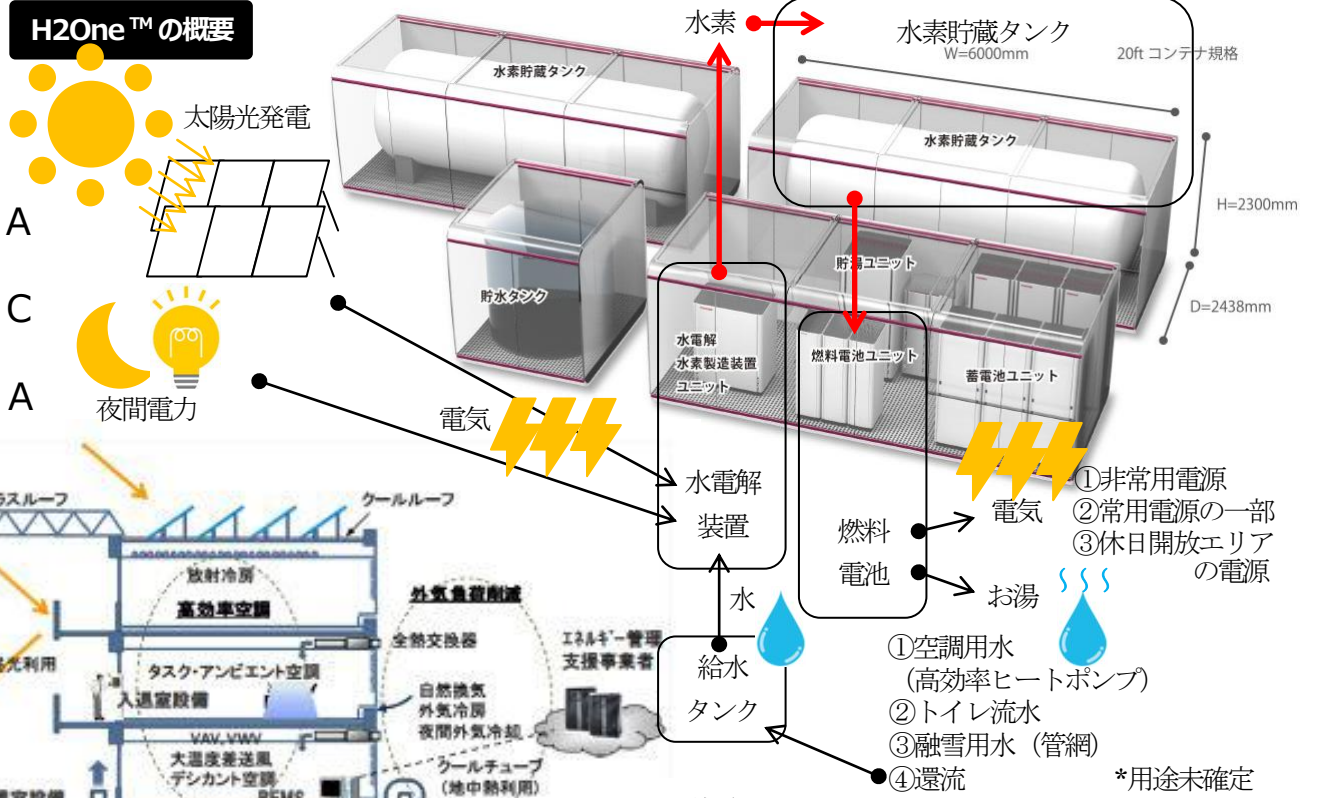 H2One™の概要
水素
水素貯蔵タンク
W=6000mm
20ft コンテナ規格
水素貯蔵タンク
水素貯蔵タンク
太陽光発電
A
H=2300mm
貯湯ユニット
貯水タンク
D=2438mm
C
水電解
水素製造装置
ユニット
燃料電池ユニット
蓄電池ユニット
A
夜間電力
電気
水電解
装置
燃料
電池
電気
①非常用電源
②常用電源の一部
③休日開放エリア
の電源
お湯
水
給水
タンク
①空調用水
（高効率ヒートポンプ）
②トイレ流水
③融雪用水（管網）
④還流
*用途未確定
ラスルーフ
クールルーフ
放射冷房
高効率空調
外気負荷削減
全熱交換器
エネルギー管理
支援事業者
光利用
タスク・アンビエント空調
入退室設備
自然換気
外気冷房
夜間外気冷却
VAV,VWV
大温度差送風
デシカント空調
クールチューブ
（地中熱利用）
BEMS
室設備